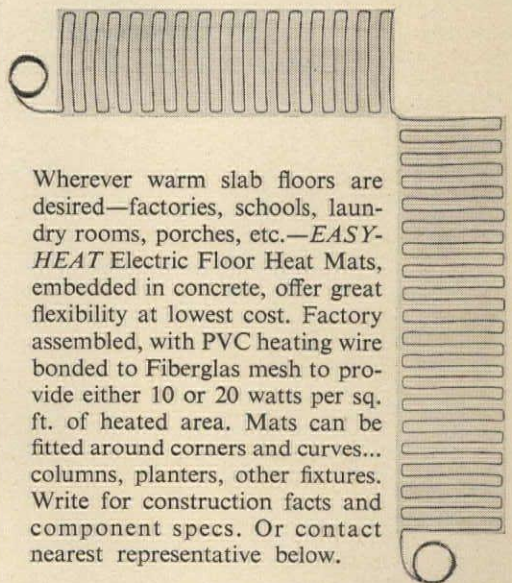 Wherever warm slab floors are
desired—factories, schools, laun-
dry rooms, porches, etc.—EASY-
HEAT Electric Floor Heat Mats,
embedded in concrete, offer great
flexibility at lowest cost. Factory
assembled, with PVC heating wire
bonded to Fiberglas mesh to pro-
vide either 10 or 20 watts per sq.
ft. of heated area. Mats can be
fitted around corners and curves...
columns, planters, other fixtures.
Write for construction facts and
component specs. Or contact
nearest representative below.